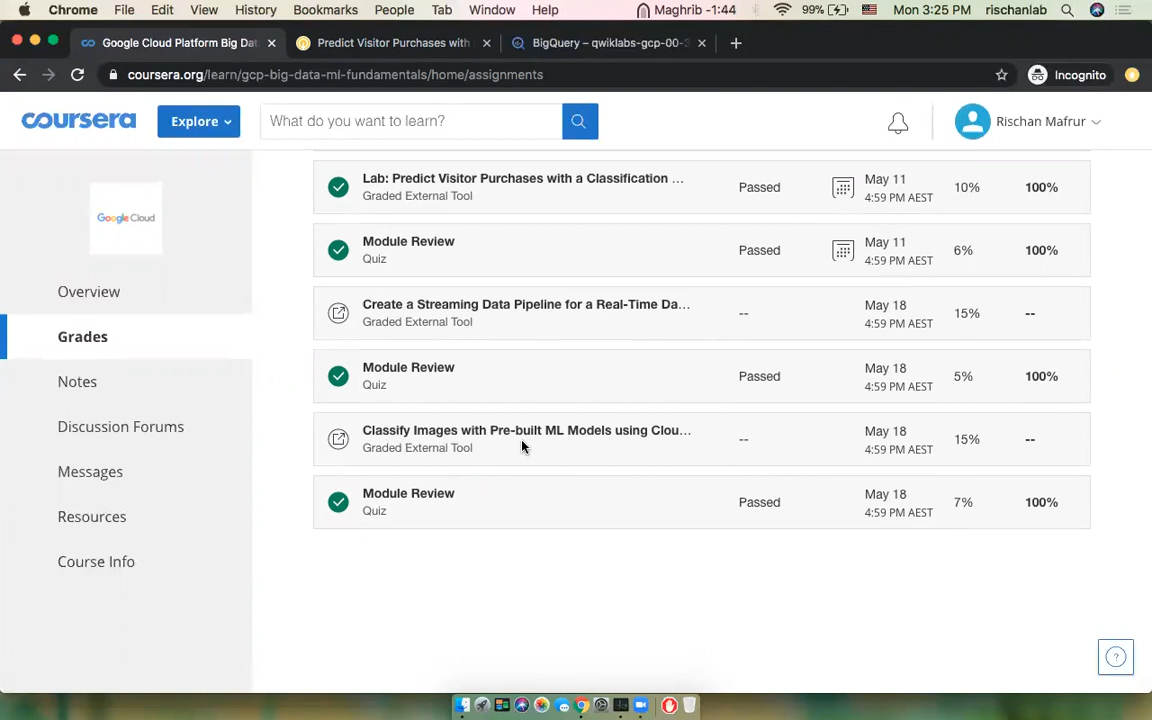 Chrome File Edit View History Bookmarks People Tab Window Help Maghrib -1:44 99% Mon 3:25 PM rischanlab
Google Cloud Platform Big Dat Predict Visitor Purchases with BigQuery – qwiklabs-gcp-00-
coursera.org/learn/gcp-big-data-ml-fundamentals/home/assignments Incognito
coursera Explore What do you want to learn? Rischan Mafrur
Google Cloud
Overview
Grades
Notes
Discussion Forums
Messages
Resources
Course Info
Lab: Predict Visitor Purchases with a Classification ... Passed May 11 10% 100%
Graded External Tool 4:59 PM AEST
Module Review Passed May 11 6% 100%
Quiz 4:59 PM AEST
Create a Streaming Data Pipeline for a Real-Time Da... -- May 18 15% --
Graded External Tool 4:59 PM AEST
Module Review Passed May 18 5% 100%
Quiz 4:59 PM AEST
Classify Images with Pre-built ML Models using Clou... -- May 18 15% --
Graded External Tool 4:59 PM AEST
Module Review Passed May 18 7% 100%
Quiz 4:59 PM AEST
?